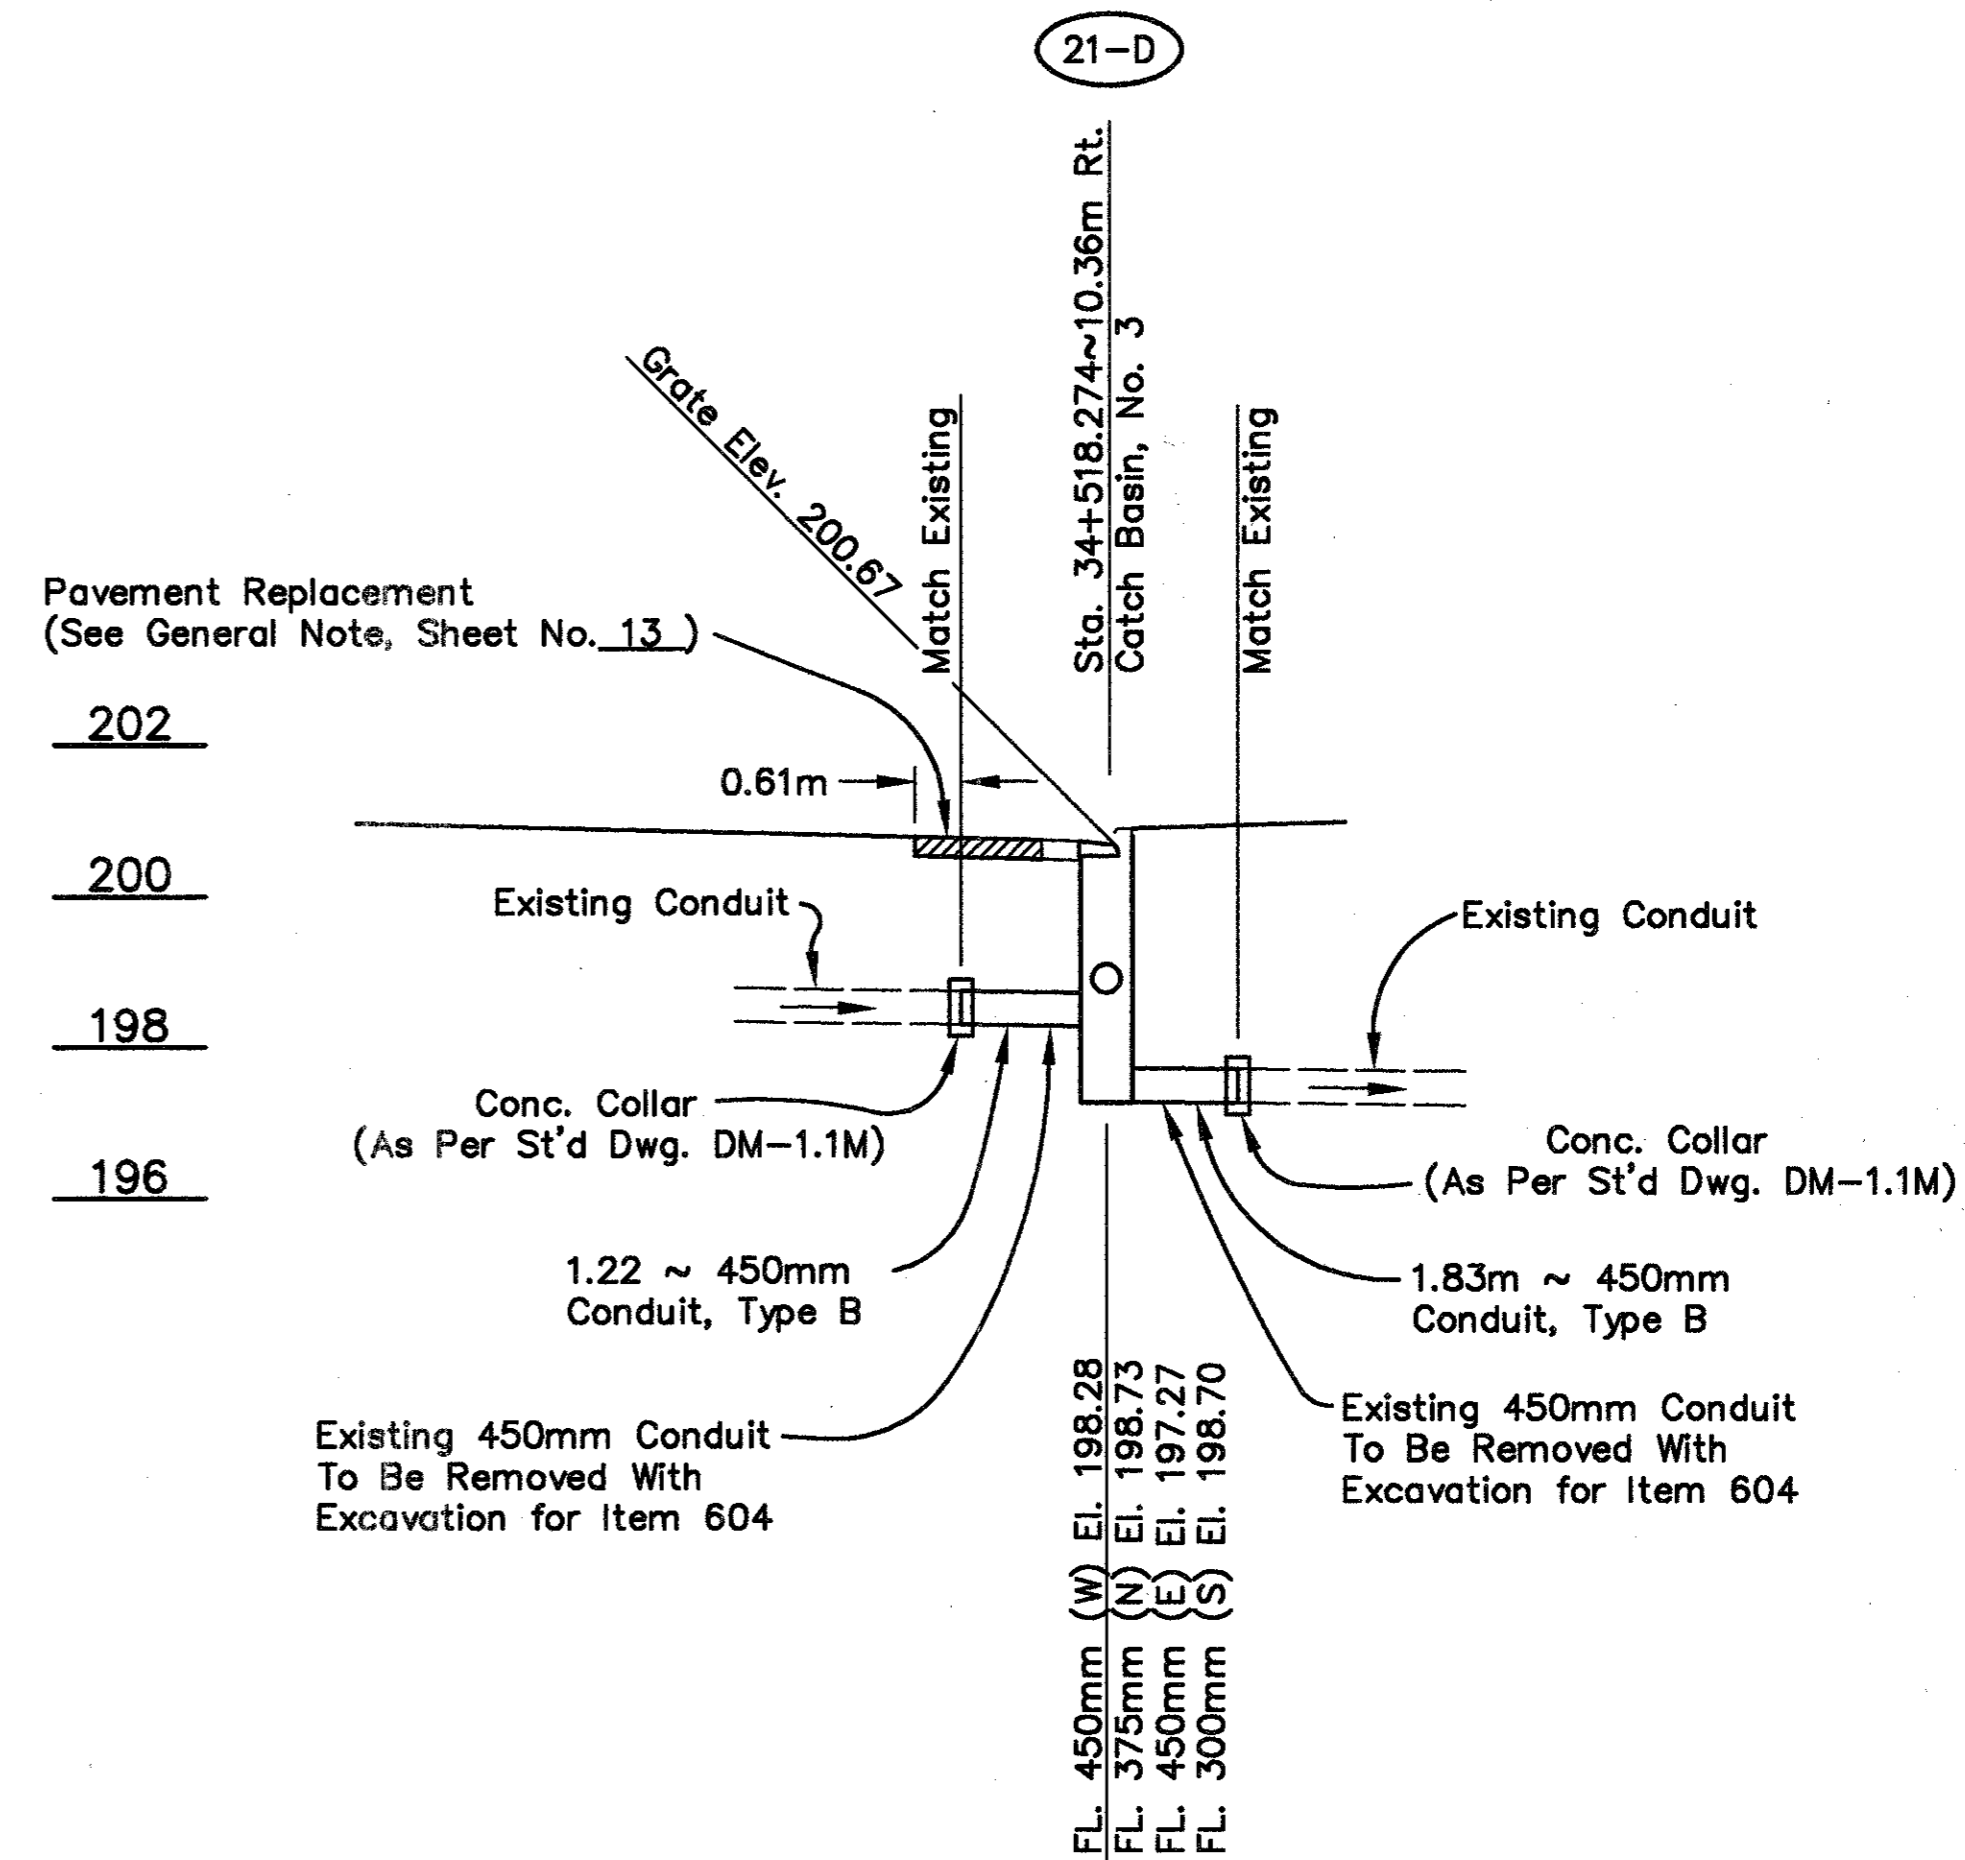 21-D
Sta. 34+518.274~10.36m Rt.
Catch Basin, No. 3
Grate Elev. 200.67
Match Existing
Match Existing
Pavement Replacement
(See General Note, Sheet No. 13 )
202
0.61m
200
Existing Conduit
Existing Conduit
198
Conc. Collar
(As Per St'd Dwg. DM-1.1M)
Conc. Collar
(As Per St'd Dwg. DM-1.1M)
196
1.22 ~ 450mm
Conduit, Type B
1.83m ~ 450mm
Conduit, Type B
Existing 450mm Conduit
To Be Removed With
Excavation for Item 604
Existing 450mm Conduit
To Be Removed With
Excavation for Item 604
FL. 450mm (W) El. 198.28
FL. 375mm (N) El. 198.73
FL. 450mm (E) El. 197.27
FL. 300mm (S) El. 198.70